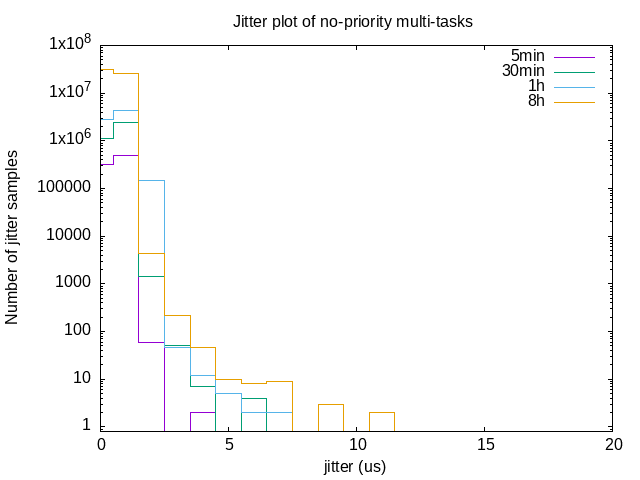 Jitter plot of no-priority multi-tasks
Number of jitter samples
1x10^8
1x10^7
1x10^6
100000
10000
1000
100
10
1
0
5
10
15
20
jitter (us)
5min
30min
1h
8h